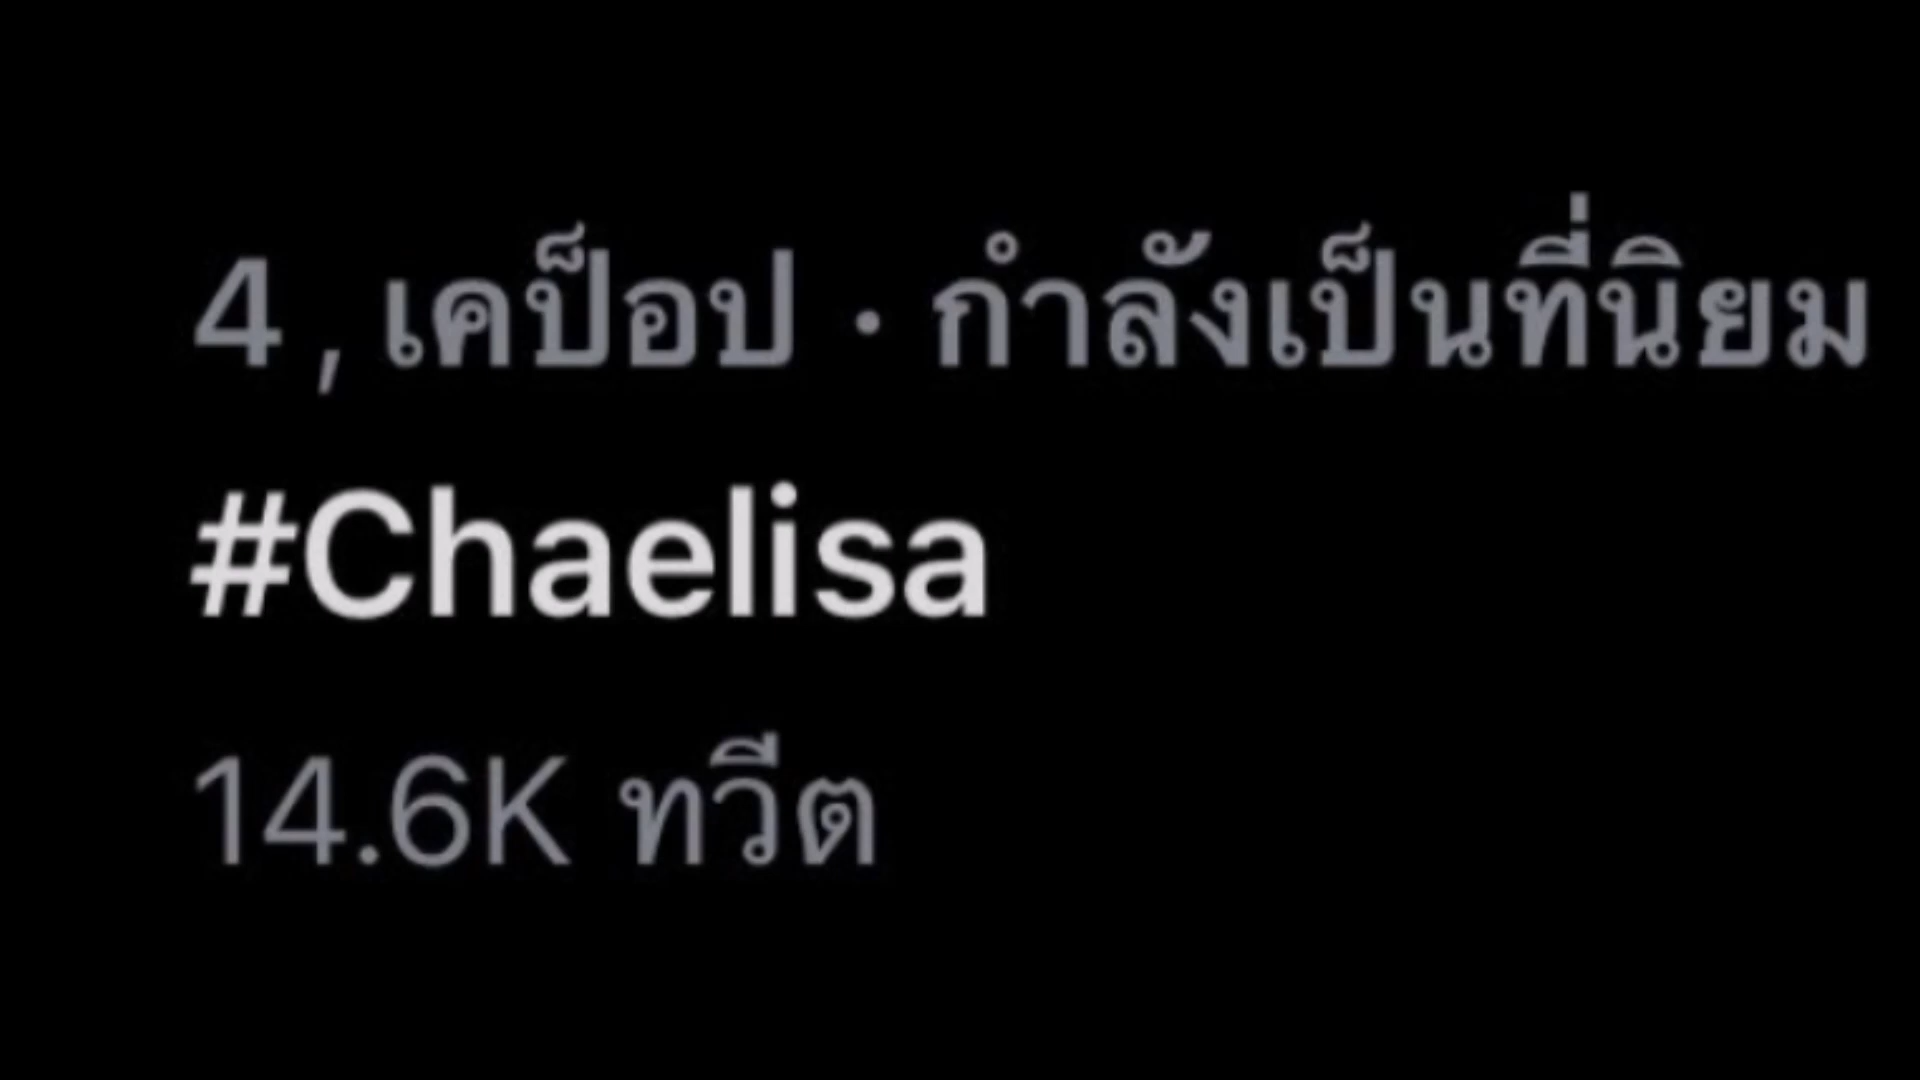 4 , เคป็อป · กำลังเป็นที่นิยม
#Chaelisa
14.6K ทวีต